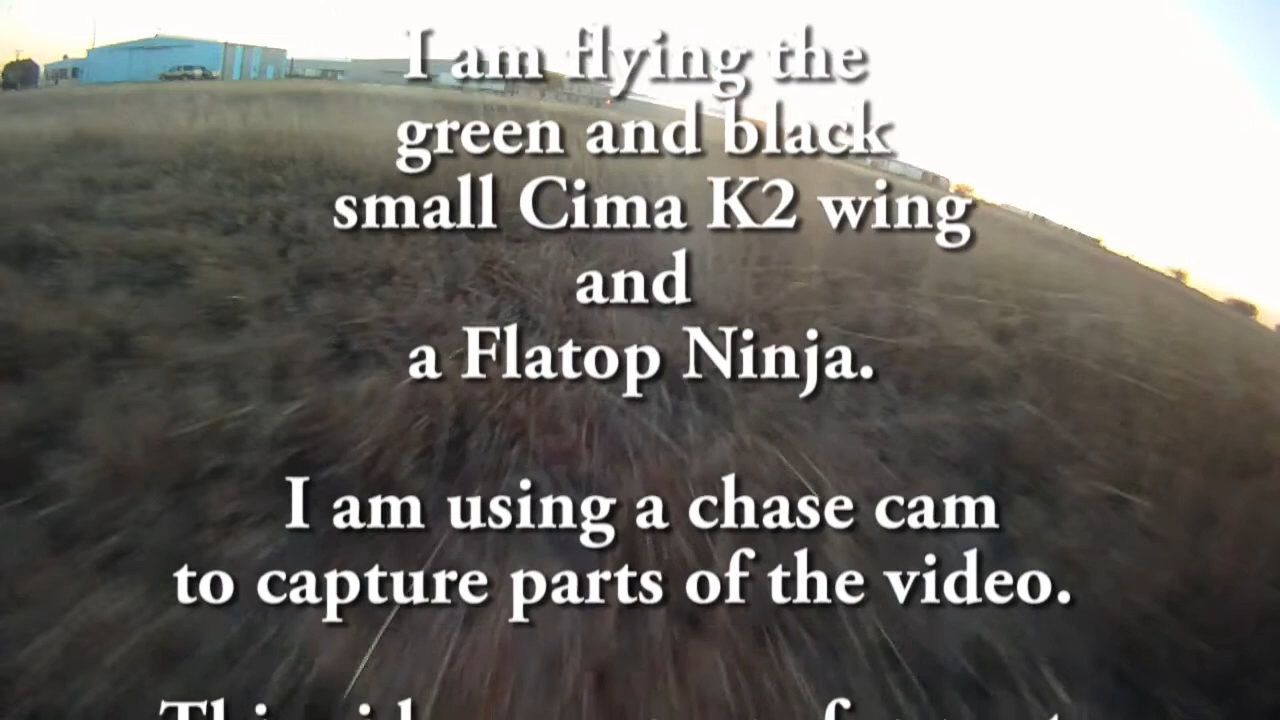 I am flying the
green and black
small Cima K2 wing
and
a Flatop Ninja.
I am using a chase cam
to capture parts of the video.